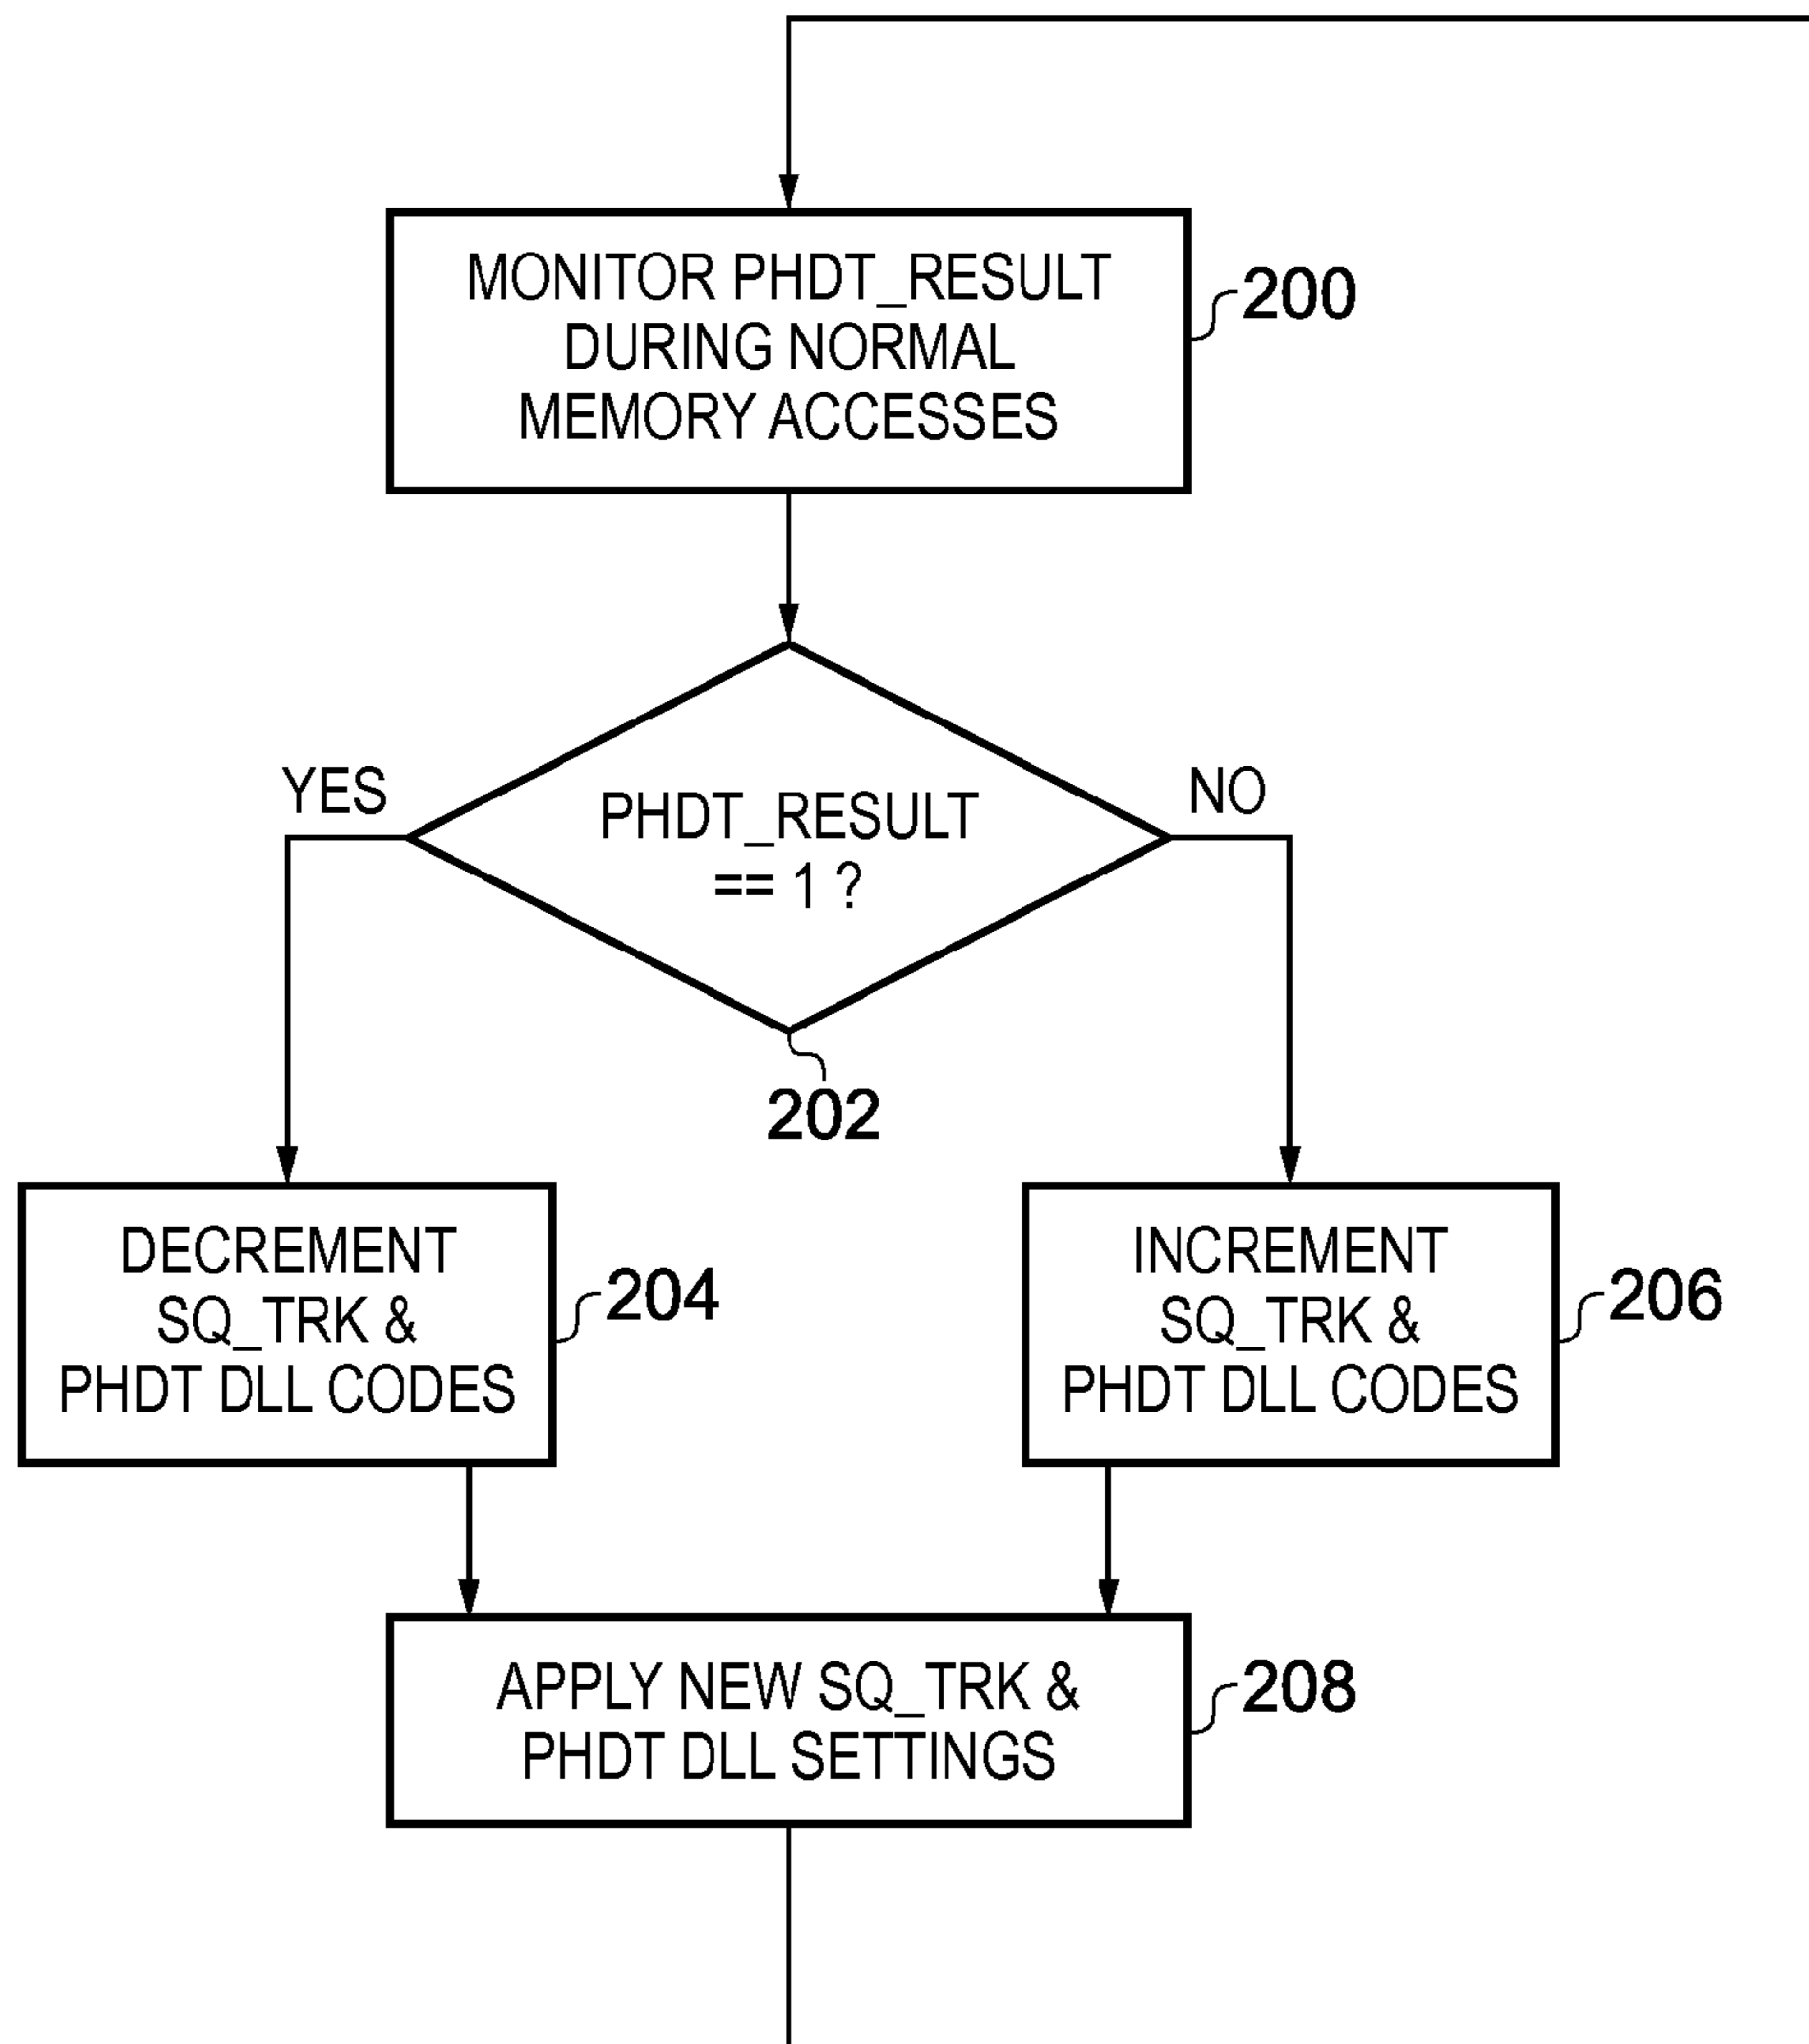 MONITOR PHDT_RESULT
DURING NORMAL
MEMORY ACCESSES
200
YES
NO
PHDT_RESULT
== 1 ?
202
DECREMENT
SQ_TRK &
PHDT DLL CODES
204
INCREMENT
SQ_TRK &
PHDT DLL CODES
206
APPLY NEW SQ_TRK &
PHDT DLL SETTINGS
208